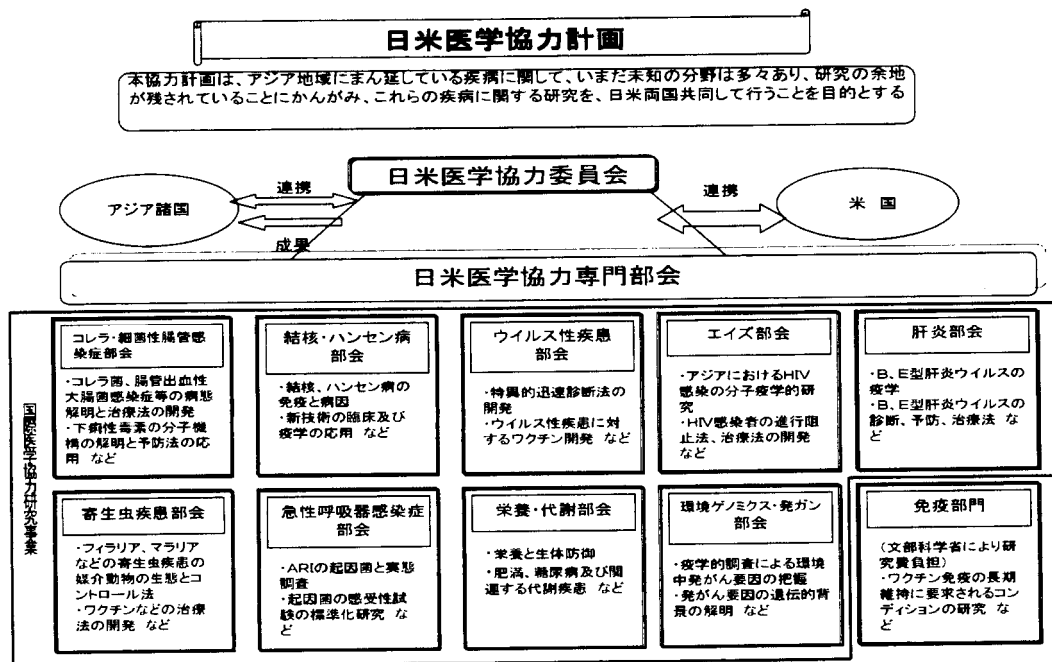 日米医学協力計画
本協力計画は、アジア地域にまん延している疾病に関して、いまだ未知の分野は多々あり、研究の余地
が残されていることにかんがみ、これらの疾病に関する研究を、日米両国共同して行うことを目的とする
日米医学協力委員会
アジア諸国
連携
成果
連携
米 国
日米医学協力専門部会
国際医学協力研究事業
コレラ・細菌性腸管感
染症部会
・コレラ菌、腸管出血性
大腸菌感染症等の病態
解明と治療法の開発
・下痢性毒素の分子機
構の解明と予防法の応
用 など
結核・ハンセン病
部会
・結核、ハンセン病の
免疫と病因
・新技術の臨床及び
疫学の応用 など
ウイルス性疾患
部会
・特異的迅速診断法の
開発
・ウイルス性疾患に対
するワクチン開発 など
エイズ部会
・アジアにおけるHIV
感染の分子疫学的研
究
・HIV感染者の進行阻
止法、治療法の開発
など
肝炎部会
・B、E型肝炎ウイルスの
疫学
・B、E型肝炎ウイルスの
診断、予防、治療法 な
ど
寄生虫疾患部会
・フィラリア、マラリア
などの寄生虫疾患の
媒介動物の生態とコ
ントロール法
・ワクチンなどの治療
法の開発 など
急性呼吸器感染症
部会
・ARIの起因菌と実態
調査
・起因菌の感受性試
験の標準化研究 な
ど
栄養・代謝部会
・栄養と生体防御
・肥満、糖尿病及び関
連する代謝疾患 など
環境ゲノミクス・発ガン
部会
・疫学的調査による環境
中発がん要因の把握
・発がん要因の遺伝的背
景の解明 など
免疫部門
(文部科学省により研
究費負担)
・ワクチン免疫の長期
維持に要求されるコン
ディションの研究 な
ど